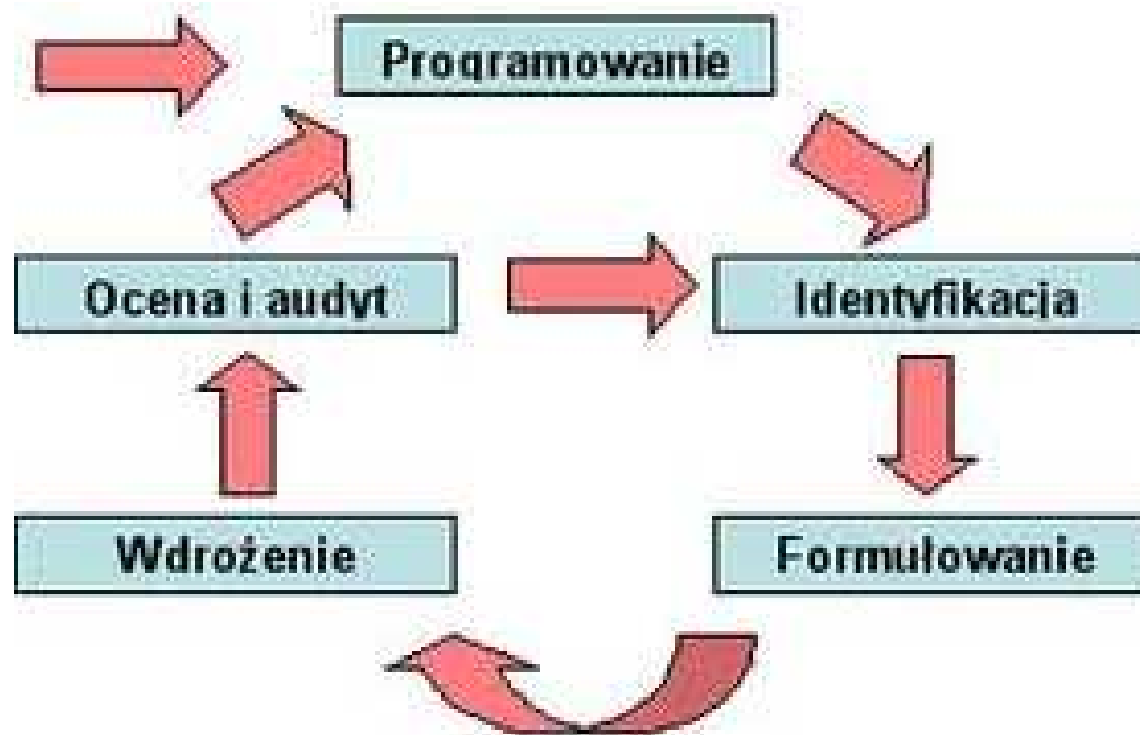 Programowanie
Ocena i audyt
Identyfikacja
Wdrożenie
Formułowanie